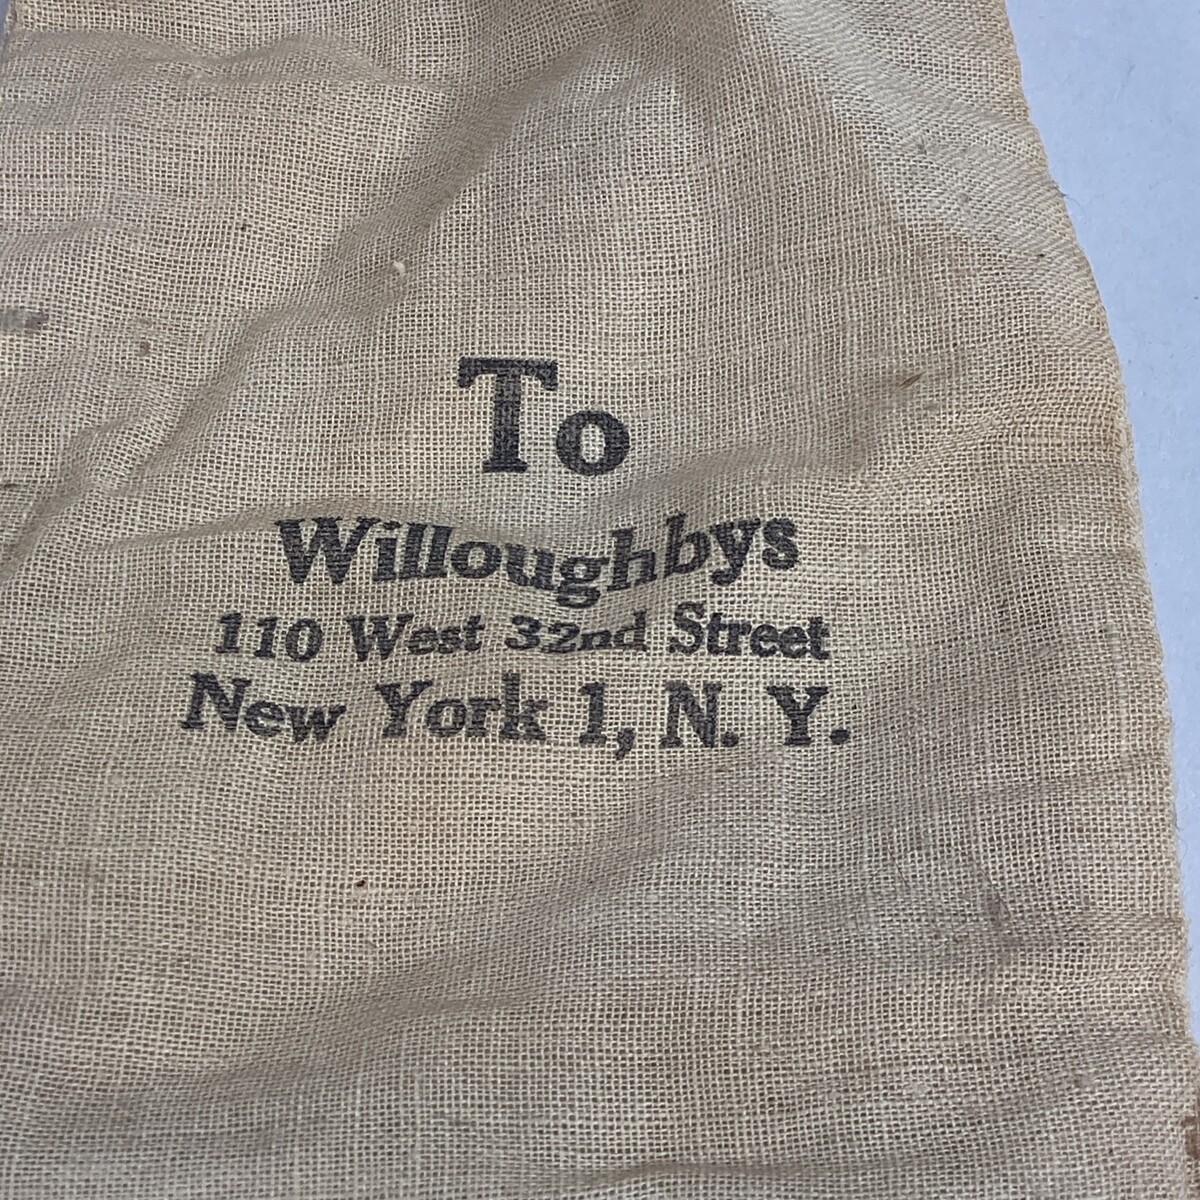 To
Willoughbys
110 West 32nd Street
New York 1, N. Y.